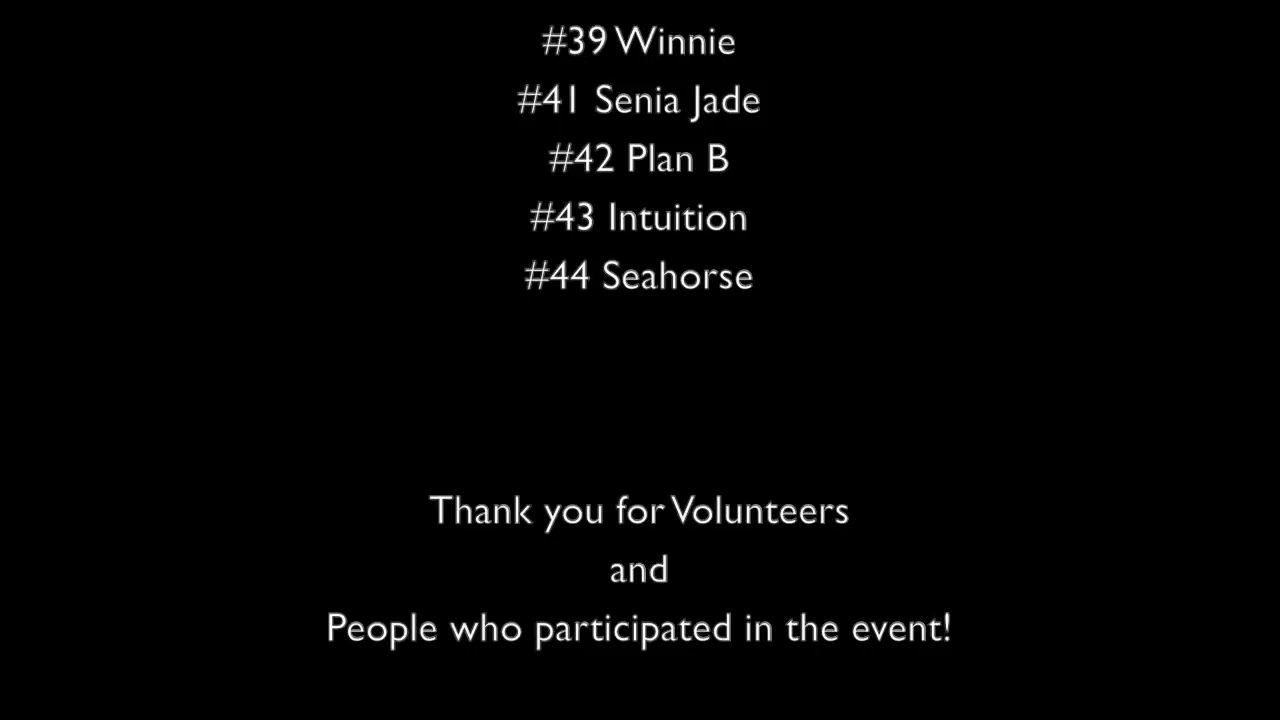 #39 Winnie
#41 Senia Jade
#42 Plan B
#43 Intuition
#44 Seahorse
Thank you for Volunteers
and
People who participated in the event!